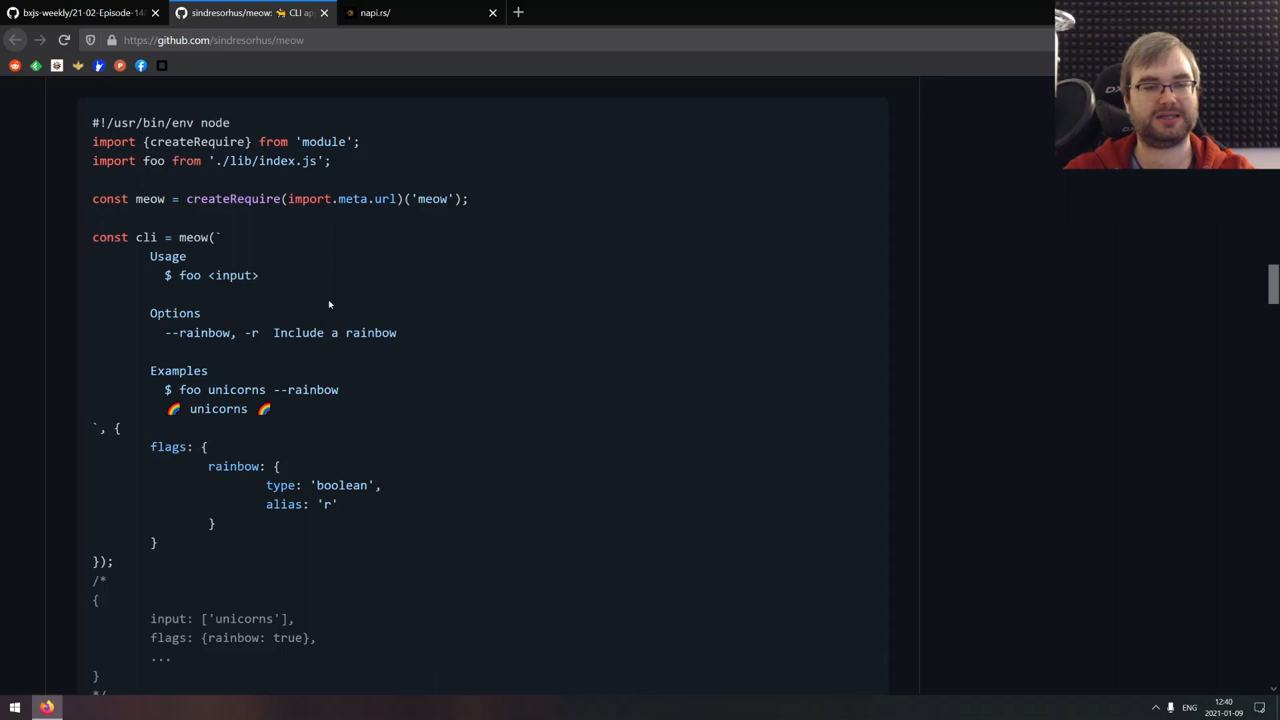 bxjs-weekly/21-02-Episode-14
sindresorhus/meow: CLI ap
napi.rs/
https://github.com/sindresorhus/meow
#!/usr/bin/env node
import {createRequire} from 'module';
import foo from './lib/index.js';
const meow = createRequire(import.meta.url)('meow');
const cli = meow(`
Usage
$ foo <input>
Options
--rainbow, -r  Include a rainbow
Examples
$ foo unicorns --rainbow
🌈 unicorns 🌈
`, {
flags: {
rainbow: {
type: 'boolean',
alias: 'r'
}
}
});
/*
{
input: ['unicorns'],
flags: {rainbow: true},
...
}
*/
ENG
12:40
2021-01-09